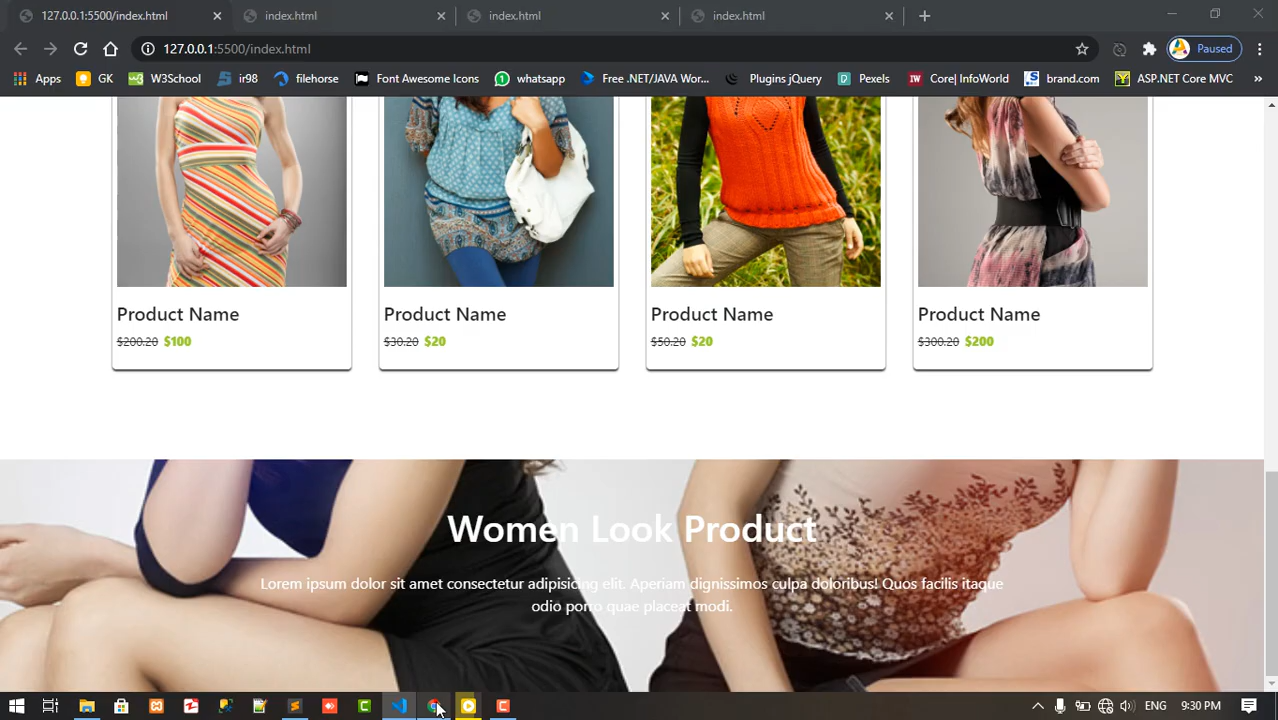 127.0.0.1:5500/index.html
index.html
index.html
index.html
127.0.0.1:5500/index.html
Paused
Apps
GK
W3School
ir98
filehorse
Font Awesome Icons
whatsapp
Free .NET/JAVA Wor...
Plugins jQuery
Pexels
Core| InfoWorld
brand.com
ASP.NET Core MVC
Product Name
$200.20 $100
Product Name
$30.20 $20
Product Name
$50.20 $20
Product Name
$300.20 $200
Women Look Product
Lorem ipsum dolor sit amet consectetur adipisicing elit. Aperiam dignissimos culpa doloribus! Quos facilis itaque
odio porro quae placeat modi.
ENG
9:30 PM